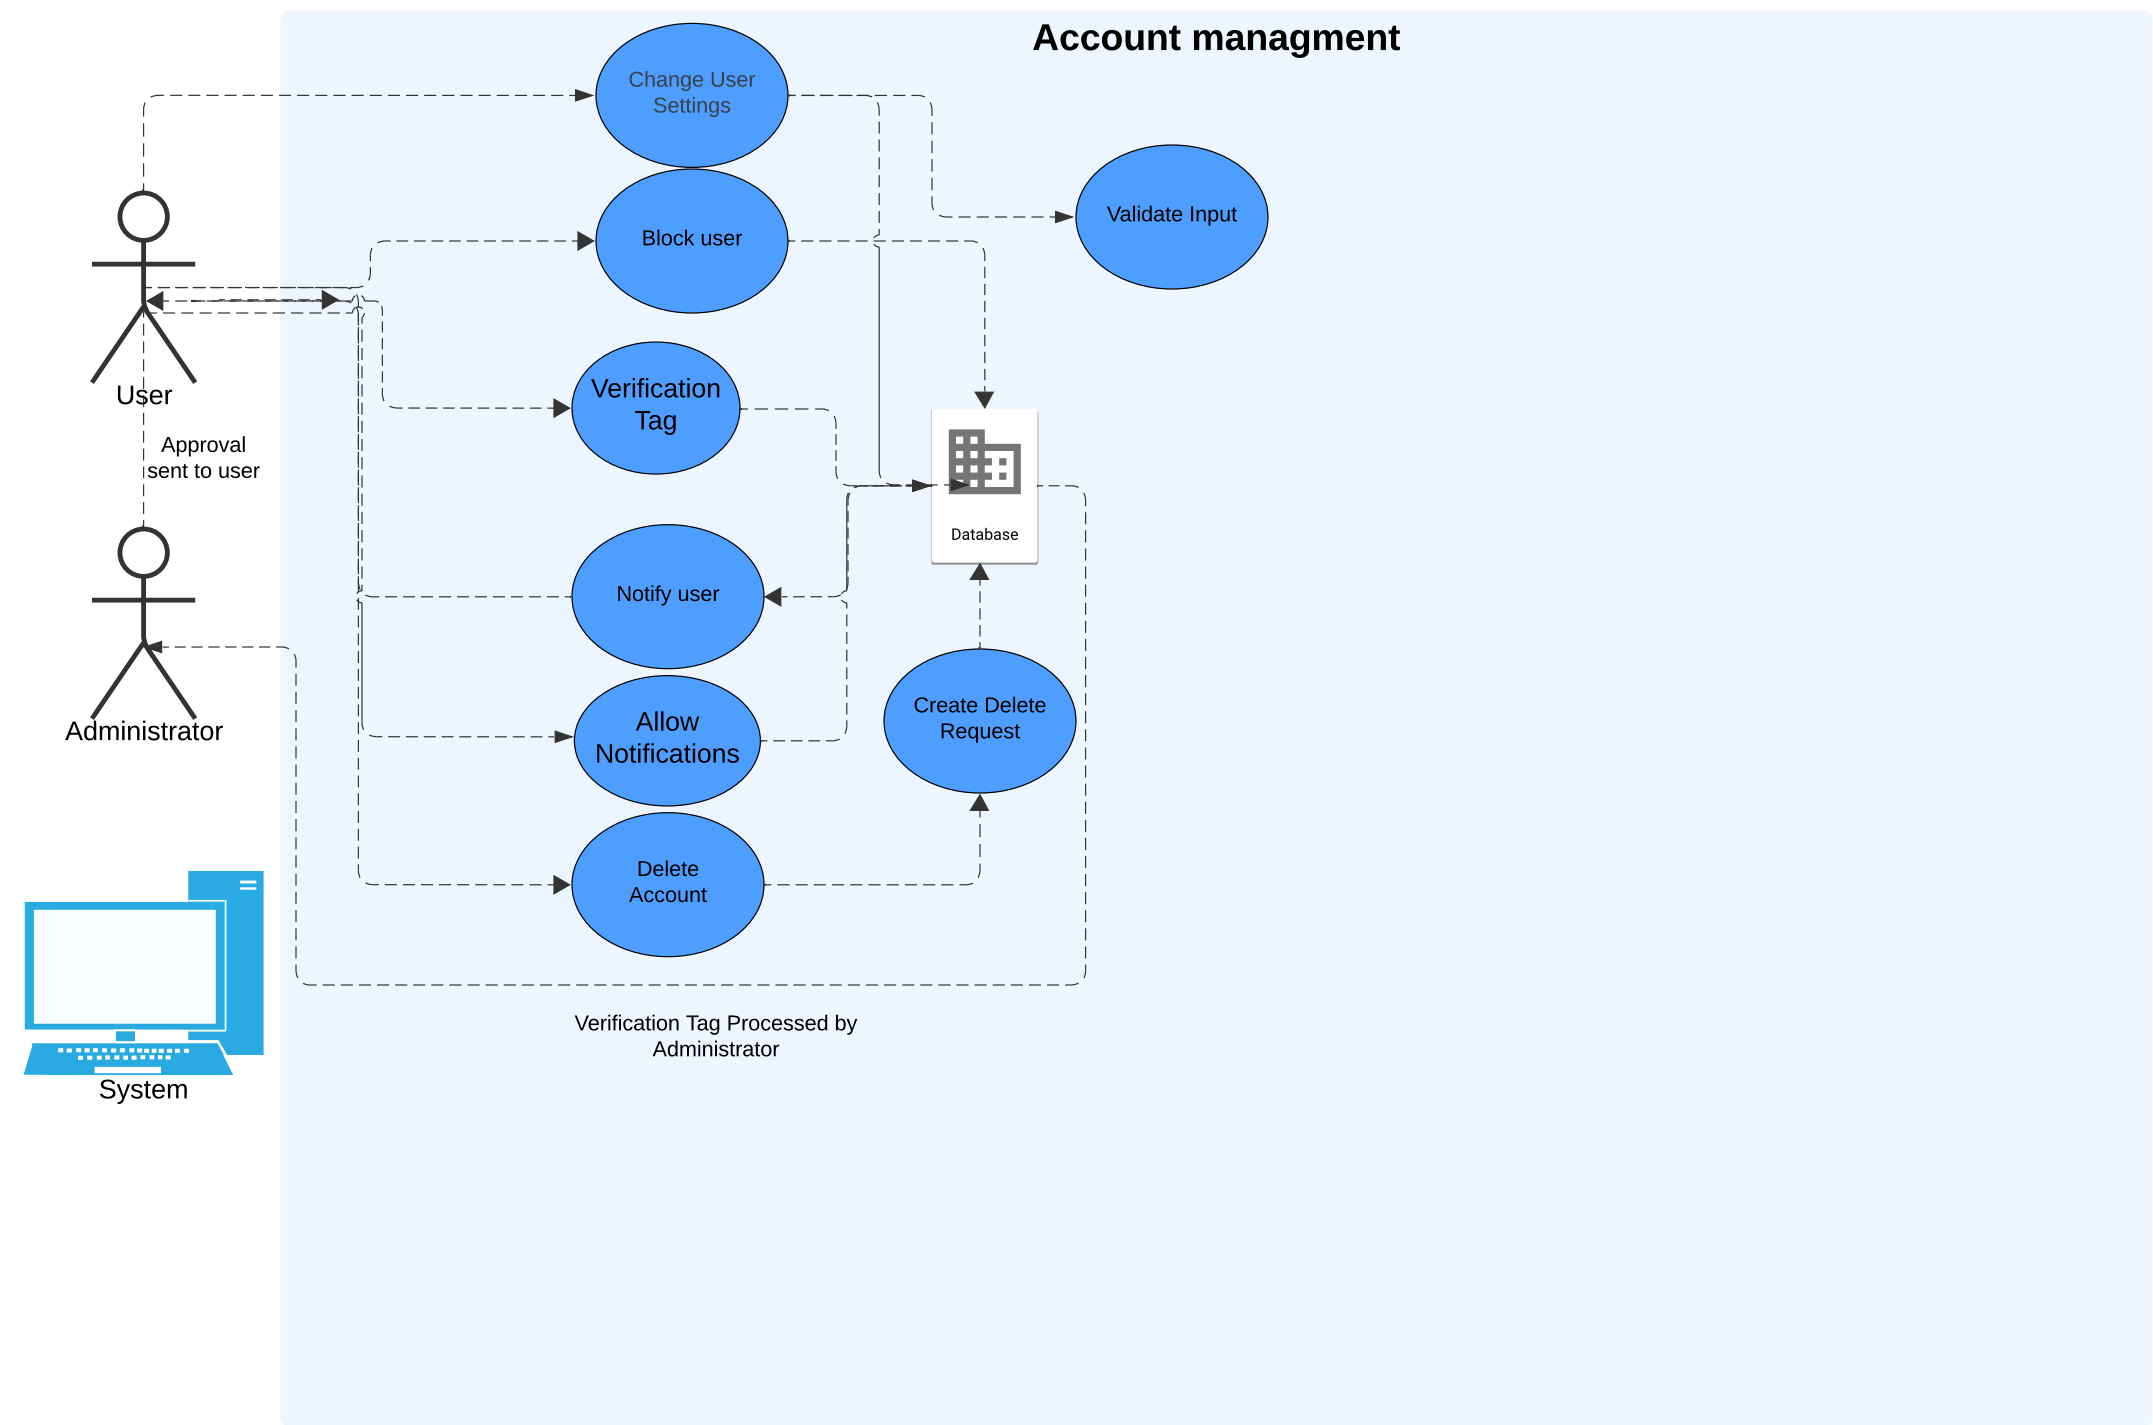 Account managment
Change User
Settings
Validate Input
Block user
Verification
Tag
User
Approval
sent to user
Database
Notify user
Create Delete
Request
Allow
Notifications
Administrator
Delete
Account
Verification Tag Processed by
Administrator
System